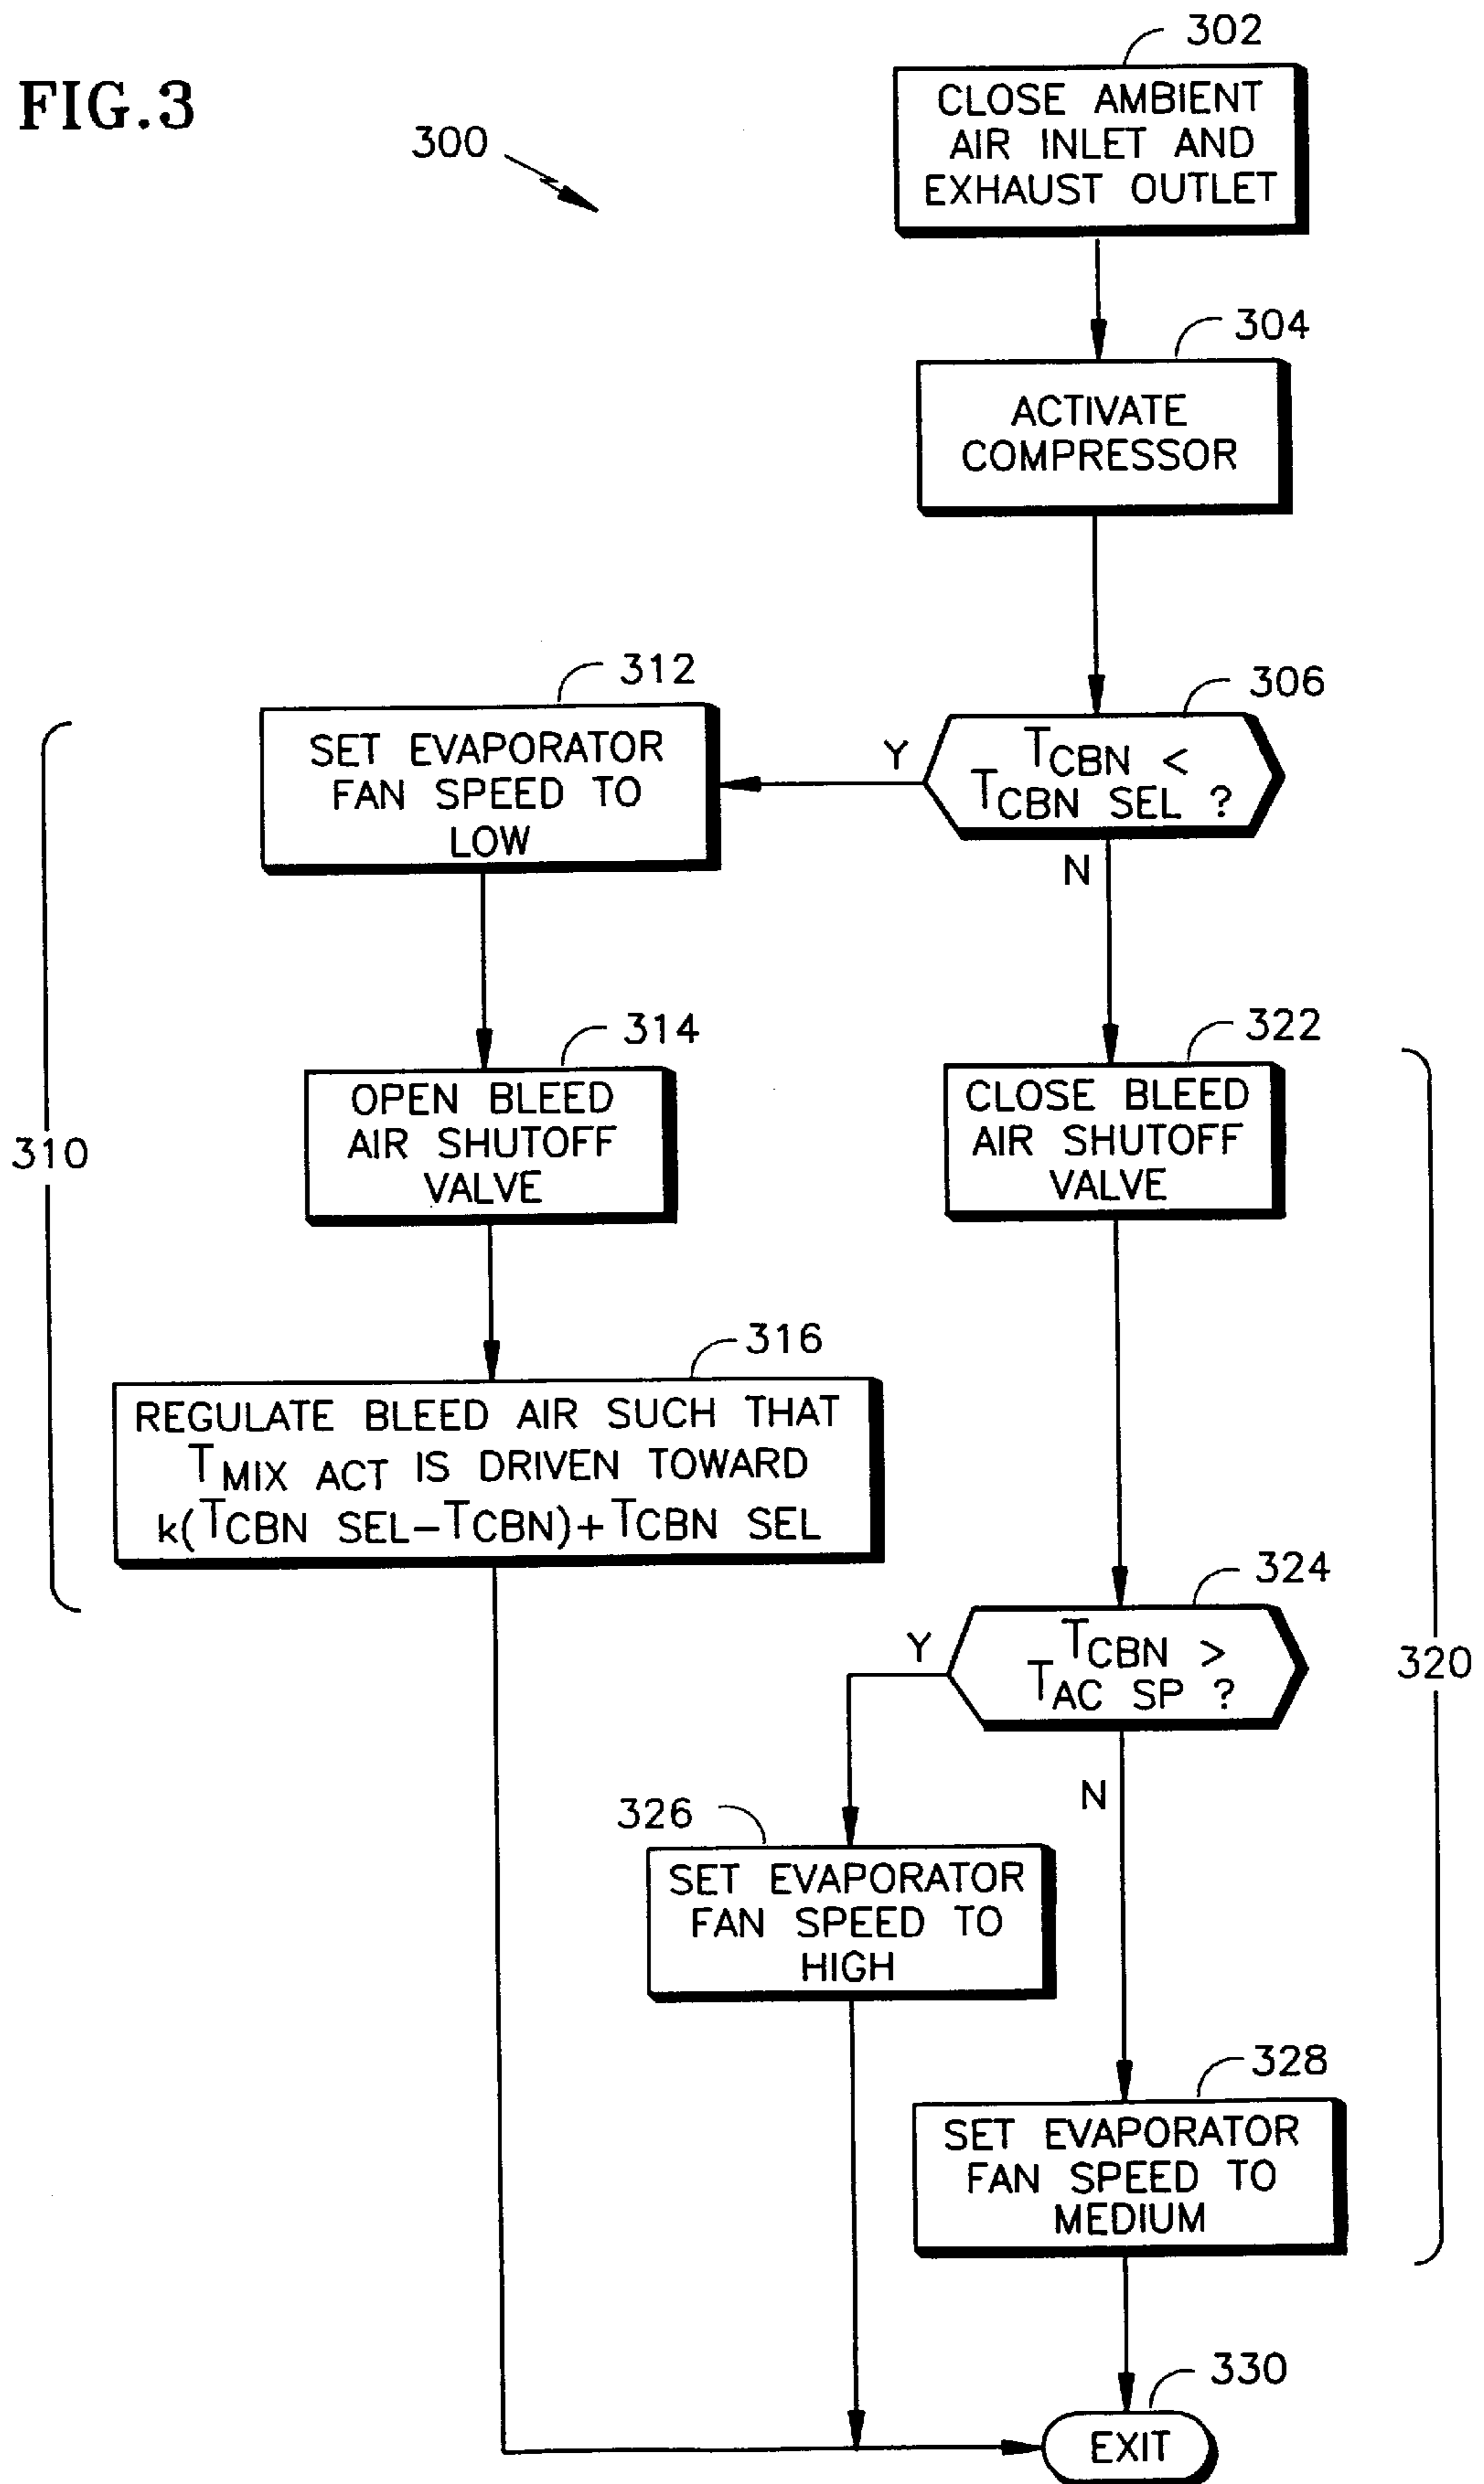 FIG.3
300
302
CLOSE AMBIENT
AIR INLET AND
EXHAUST OUTLET
304
ACTIVATE
COMPRESSOR
306
TCBN <
TCBN SEL ?
Y
N
310
312
SET EVAPORATOR
FAN SPEED TO
LOW
314
OPEN BLEED
AIR SHUTOFF
VALVE
316
REGULATE BLEED AIR SUCH THAT
TMIX ACT IS DRIVEN TOWARD
k(TCBN SEL-TCBN)+TCBN SEL
320
322
CLOSE BLEED
AIR SHUTOFF
VALVE
324
TCBN >
TAC SP ?
Y
N
326
SET EVAPORATOR
FAN SPEED TO
HIGH
328
SET EVAPORATOR
FAN SPEED TO
MEDIUM
330
EXIT